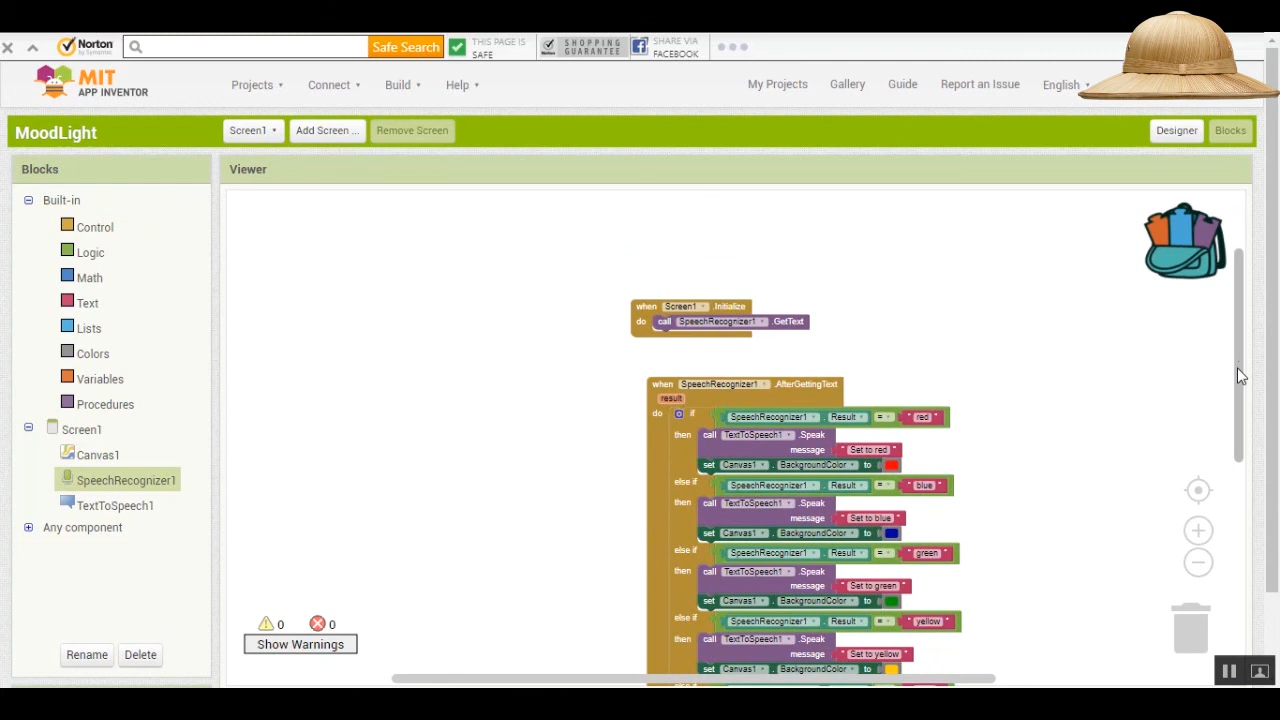 Norton
by Symantec
Safe Search
THIS PAGE IS
SAFE
SHOPPING
GUARANTEE
SHARE VIA
FACEBOOK
MIT
APP INVENTOR
Projects
Connect
Build
Help
My Projects
Gallery
Guide
Report an Issue
English
MoodLight
Screen1
Add Screen ...
Remove Screen
Designer
Blocks
Blocks
Viewer
Built-in
Control
Logic
Math
Text
Lists
Colors
Variables
Procedures
Screen1
Canvas1
SpeechRecognizer1
TextToSpeech1
Any component
Rename
Delete
when Screen1 .Initialize
do call SpeechRecognizer1 .GetText
when SpeechRecognizer1 .AfterGettingText
result
do if SpeechRecognizer1 . Result = " red "
then call TextToSpeech1 .Speak
message " Set to red "
set Canvas1 . BackgroundColor to
else if SpeechRecognizer1 . Result = " blue "
then call TextToSpeech1 .Speak
message " Set to blue "
set Canvas1 . BackgroundColor to
else if SpeechRecognizer1 . Result = " green "
then call TextToSpeech1 .Speak
message " Set to green "
set Canvas1 . BackgroundColor to
else if SpeechRecognizer1 . Result = " yellow "
then call TextToSpeech1 .Speak
message " Set to yellow "
set Canvas1 . BackgroundColor to
0 0
Show Warnings